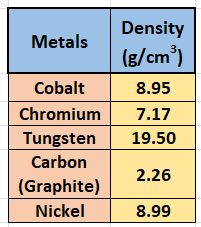 Metals Density
(g/cm³)
Cobalt 8.95
Chromium 7.17
Tungsten 19.50
Carbon
(Graphite) 2.26
Nickel 8.99